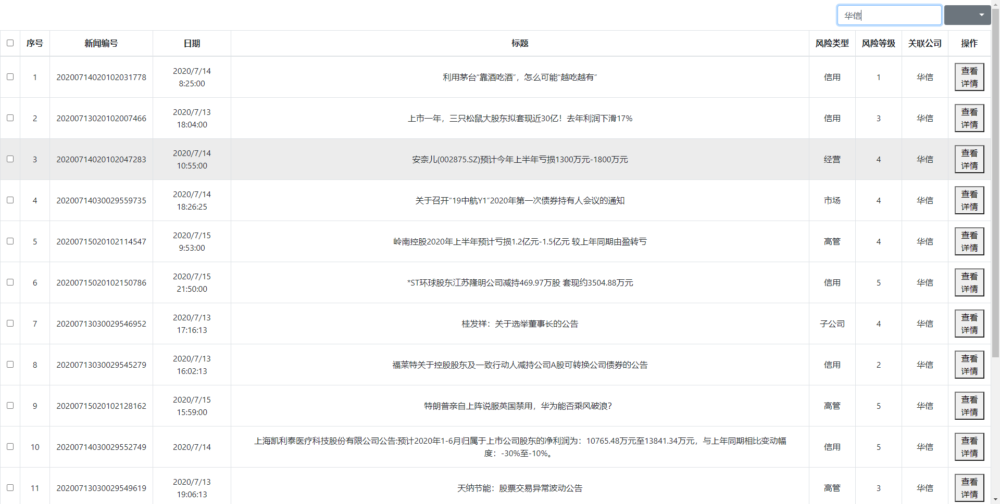 华信
序号 新闻编号 日期 标题 风险类型 风险等级 关联公司 操作
1 20200714020102031778 2020/7/14 8:25:00 利用茅台“靠酒吃酒”，怎么可能“越吃越有” 信用 1 华信 查看详情
2 20200713020102007466 2020/7/13 18:04:00 上市一年，三只松鼠大股东拟套现近30亿！去年利润下滑17% 信用 3 华信 查看详情
3 20200714020102047283 2020/7/14 10:55:00 安奈儿(002875.SZ)预计今年上半年亏损1300万元-1800万元 经营 4 华信 查看详情
4 20200714030029559735 2020/7/14 18:26:25 关于召开“19中航Y1”2020年第一次债券持有人会议的通知 市场 4 华信 查看详情
5 20200715020102114547 2020/7/15 9:53:00 岭南控股2020年上半年预计亏损1.2亿元-1.5亿元 较上年同期由盈转亏 高管 4 华信 查看详情
6 20200715020102150786 2020/7/15 21:50:00 *ST环球股东江苏隆明公司减持469.97万股 套现约3504.88万元 信用 5 华信 查看详情
7 20200713030029546952 2020/7/13 17:16:13 桂发祥：关于选举董事长的公告 子公司 4 华信 查看详情
8 20200713030029545279 2020/7/13 16:02:13 福莱特关于控股股东及一致行动人减持公司A股可转换公司债券的公告 信用 2 华信 查看详情
9 20200715020102128162 2020/7/15 15:59:00 特朗普亲自上阵说服英国禁用，华为能否乘风破浪？ 高管 5 华信 查看详情
10 20200714030029552749 2020/7/14 上海凯利泰医疗科技股份有限公司公告:预计2020年1-6月归属于上市公司股东的净利润为：10765.48万元至13841.34万元，与上年同期相比变动幅度：-30%至-10%。 信用 5 华信 查看详情
11 20200713030029549619 2020/7/13 19:06:13 天纳节能：股票交易异常波动公告 高管 3 华信 查看详情